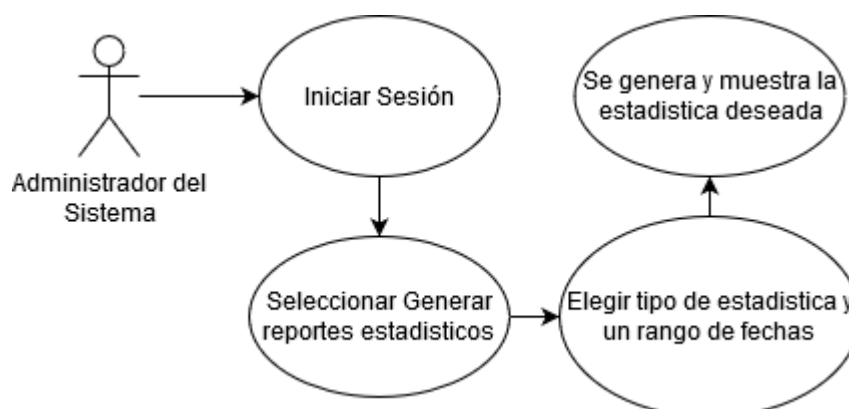 Iniciar Sesión
Se genera y muestra la
estadistica deseada
Administrador del
Sistema
Seleccionar Generar
reportes estadisticos
Elegir tipo de estadistica y
un rango de fechas